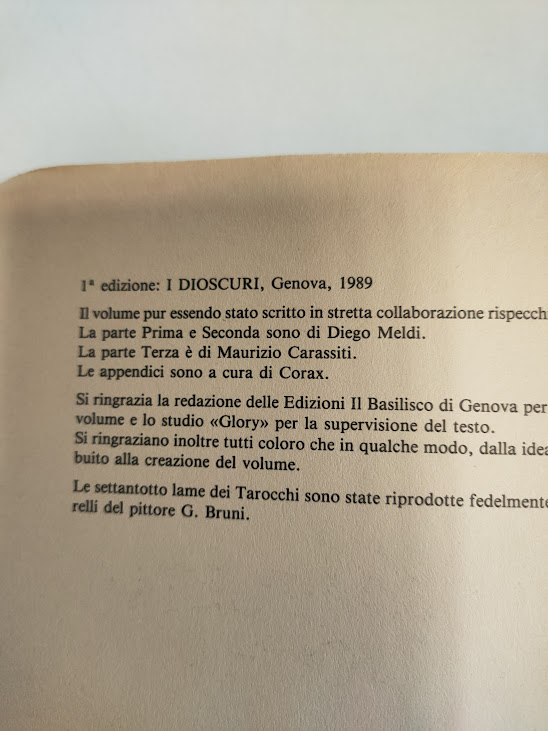 1ª edizione: I DIOSCURI, Genova, 1989
Il volume pur essendo stato scritto in stretta collaborazione
La parte Prima e Seconda sono di Diego Meldi.
La parte Terza è di Maurizio Carassiti.
Le appendici sono a cura di Corax.
Si ringrazia la redazione delle Edizioni Il Basilisco di Genova per
volume e lo studio «Glory» per la supervisione del testo.
Si ringraziano inoltre tutti coloro che in qualche modo, dalla
buito alla creazione del volume.
Le settantotto lame dei Tarocchi sono state riprodotte fedelmente
relli del pittore G. Bruni.